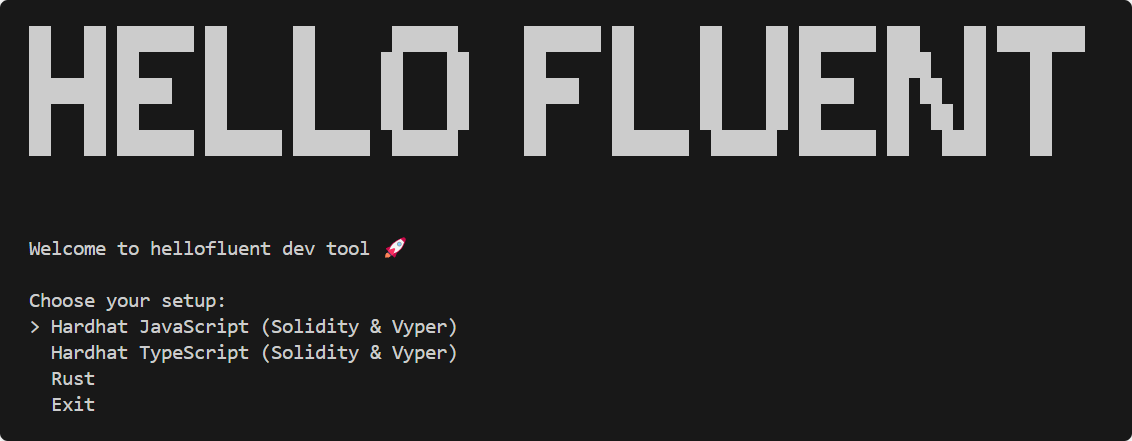 HELLO FLUENT
Welcome to hellofluent dev tool 🚀
Choose your setup:
> Hardhat JavaScript (Solidity & Vyper)
Hardhat TypeScript (Solidity & Vyper)
Rust
Exit